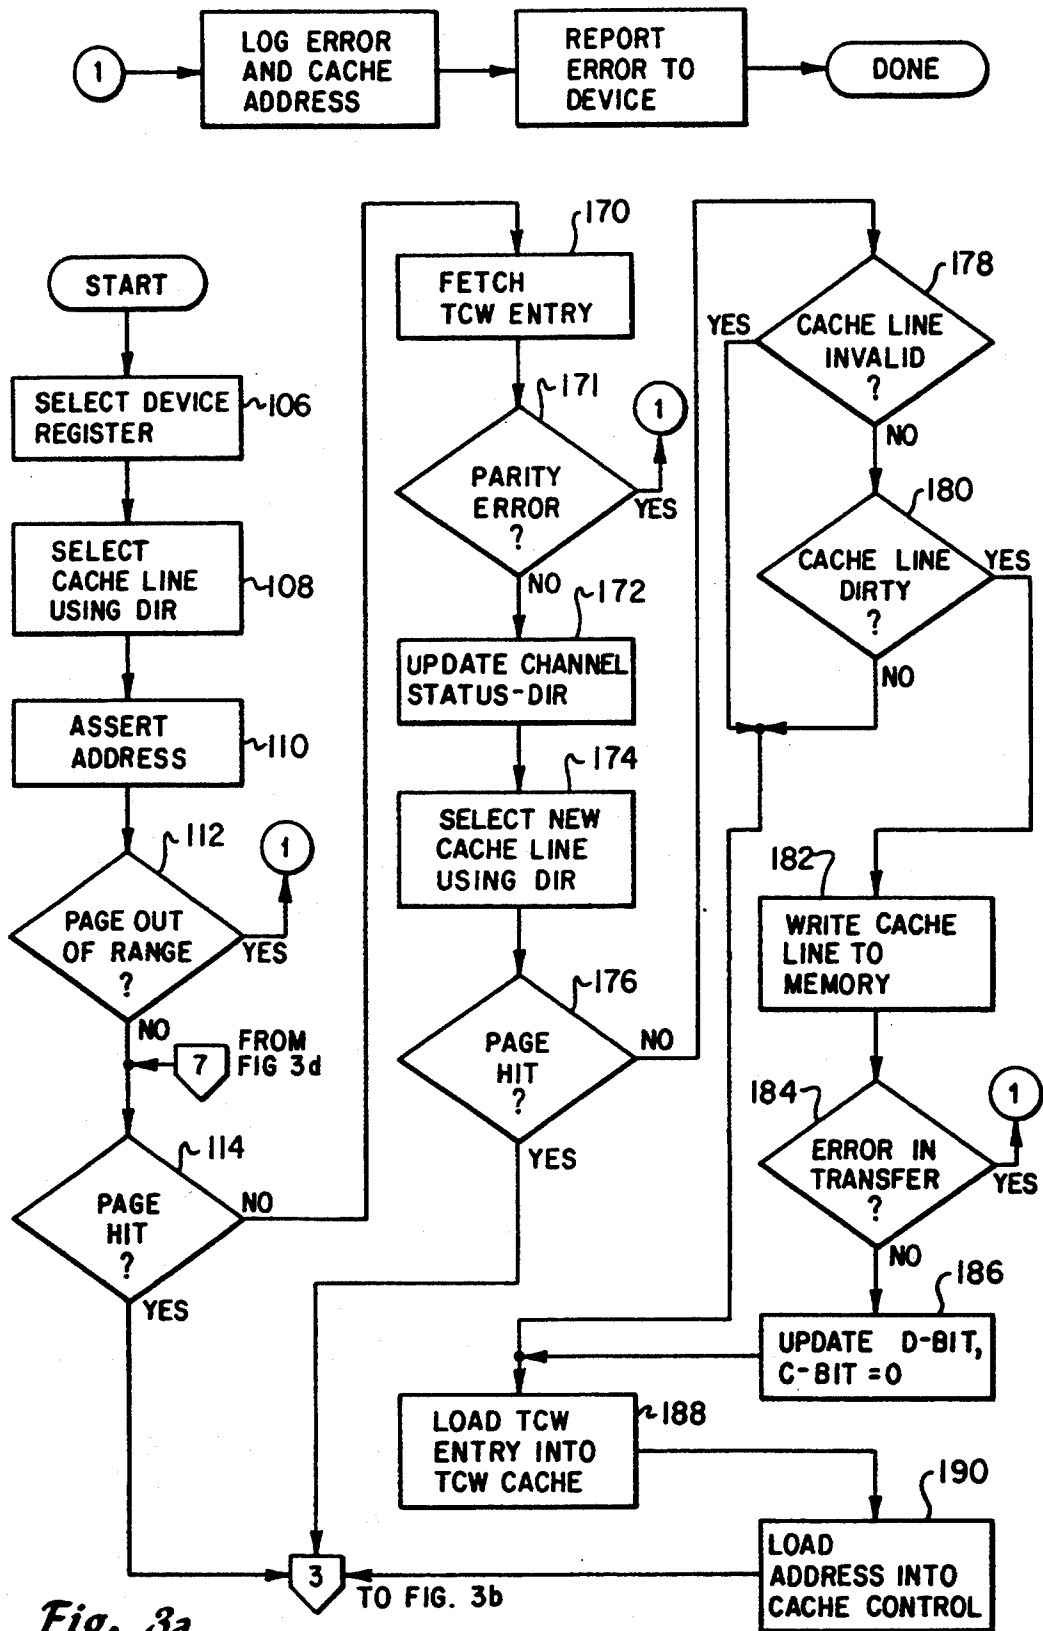 1
LOG ERROR
AND CACHE
ADDRESS
REPORT
ERROR TO
DEVICE
DONE
START
SELECT DEVICE
REGISTER
106
SELECT
CACHE LINE
USING DIR
108
ASSERT
ADDRESS
110
112
1
PAGE OUT
OF RANGE
?
YES
NO
7
FROM
FIG 3d
114
PAGE
HIT
?
NO
YES
170
FETCH
TCW ENTRY
171
1
PARITY
ERROR
?
YES
NO
172
UPDATE CHANNEL
STATUS-DIR
174
SELECT NEW
CACHE LINE
USING DIR
176
PAGE
HIT
?
NO
YES
178
YES
CACHE LINE
INVALID
?
NO
180
CACHE LINE
DIRTY
?
YES
NO
182
WRITE CACHE
LINE TO
MEMORY
184
1
ERROR IN
TRANSFER
?
YES
NO
186
UPDATE D-BIT,
C-BIT =0
LOAD TCW
ENTRY INTO
TCW CACHE
188
190
LOAD
ADDRESS INTO
CACHE CONTROL
3
TO FIG. 3b
Fig. 3a